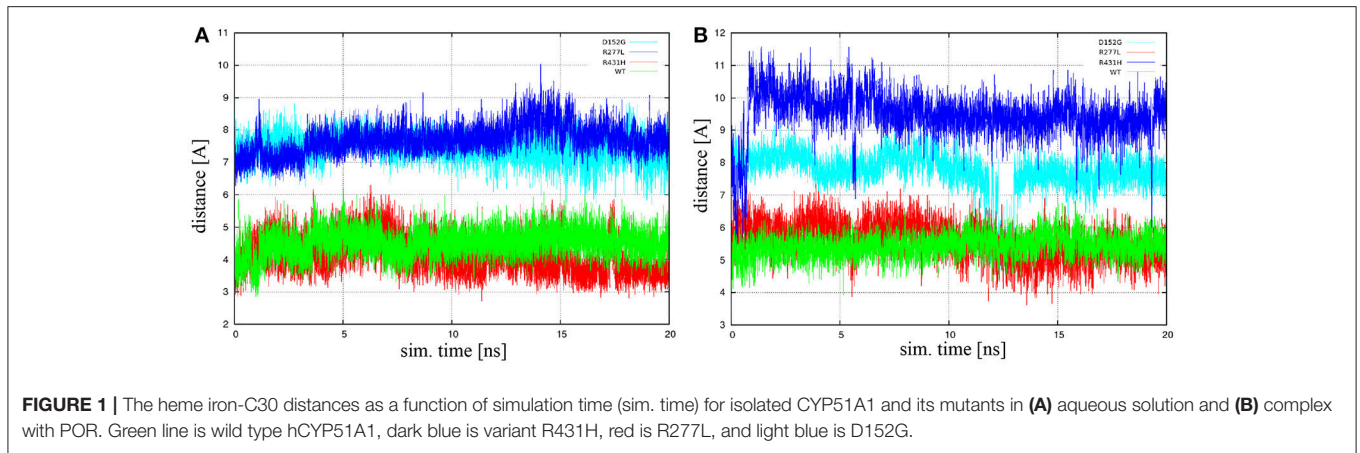 A
distance [A]
11
10
9
8
7
6
5
4
3
2
D152G
R277L
R431H
WT
0 5 10 15 20
sim. time [ns]
B
distance [A]
12
11
10
9
8
7
6
5
4
3
D152G
R277L
R431H
WT
0 5 10 15 20
sim. time [ns]
FIGURE 1 | The heme iron-C30 distances as a function of simulation time (sim. time) for isolated CYP51A1 and its mutants in (A) aqueous solution and (B) complex
with POR. Green line is wild type hCYP51A1, dark blue is variant R431H, red is R277L, and light blue is D152G.